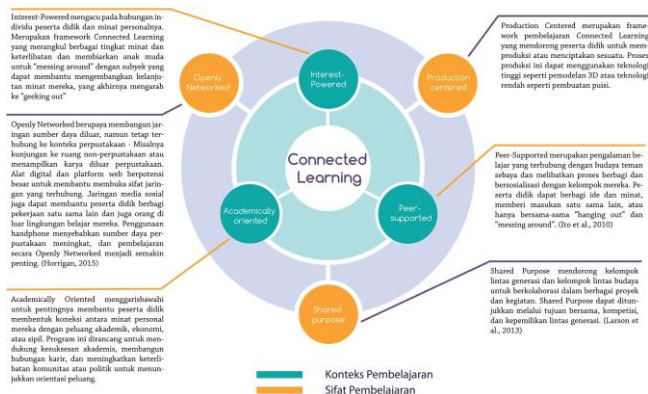 Interest-Powered mengacu pada hubungan in-
dividu peserta didik dan minat personalnya.
Merupakan framework Connected Learning
yang merangkul berbagai tingkat minat dan
keterlibatan dan membiarkan anak muda
untuk "messing around" dengan subyek yang
dapat membantu mengembangkan kelanju-
tan minat mereka, yang akhirnya mengarah
ke "geeking out"
Openly Networked berupaya membangun jar-
ingan sumber daya diluar, namun tetap ter-
hubung ke konteks perpustakaan - Misalnya
kunjungan ke ruang non-perpustakaan atau
menampilkan karya diluar perpustakaan.
Alat digital dan platform web berpotensi
besar untuk membantu membuka sifat jarin-
gan yang terhubung. Jaringan media sosial
juga dapat membantu peserta didik berbagi
pekerjaan satu sama lain dan juga orang di
luar lingkungan belajar mereka. Penggunaan
handphone menyebabkan sumber daya per-
pustakaan meningkat, dan pembelajaran
secara Openly Networked menjadi semakin
penting. (Horrigan, 2015)
Academically Oriented menggarisbawahi
untuk pentingnya membantu peserta didik
membentuk koneksi antara minat personal
mereka dengan peluang akademik, ekonomi,
atau sipil. Program ini dirancang untuk men-
dukung kesuksesan akademis, membangun
hubungan karir, dan meningkatkan keterli-
batan komunitas atau politik untuk menun-
jukkan orientasi peluang.
Openly
Networked
Interest-
Powered
Production
centered
Connected
Learning
Academically
oriented
Peer-
supported
Shared
purpose
Production Centered merupakan frame-
work pembelajaran Connected Learning
yang mendorong peserta didik untuk mem-
produksi atau menciptakan sesuatu. Proses
produksi ini dapat menggunakan teknologi
tinggi seperti pemodelan 3D atau teknologi
rendah seperti pembuatan puisi.
Peer-Supported merupakan pengalaman be-
lajar yang terhubung dengan budaya teman
sebaya dan melibatkan proses berbagi dan
bersosialisasi dengan kelompok mereka. Pe-
serta didik dapat berbagi ide dan minat,
memberi masukan satu sama lain, atau
hanya bersama-sama "hanging out" dan
"messing around". (Ito et al., 2010)
Shared Purpose mendorong kelompok
lintas generasi dan kelompok lintas budaya
untuk berkolaborasi dalam berbagai proyek
dan kegiatan. Shared Purpose dapat ditun-
jukkan melalui tujuan bersama, kompetisi,
dan kepemilikan lintas generasi. (Larson et
al., 2013)
Konteks Pembelajaran
Sifat Pembelajaran